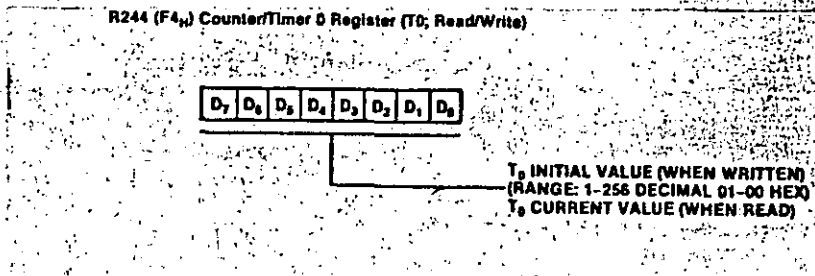 R244 (F4H) Counter/Timer 0 Register (T0; Read/Write)
D7 D6 D5 D4 D3 D2 D1 D0
T0 INITIAL VALUE (WHEN WRITTEN)
(RANGE: 1-256 DECIMAL 01-00 HEX)
T0 CURRENT VALUE (WHEN READ)